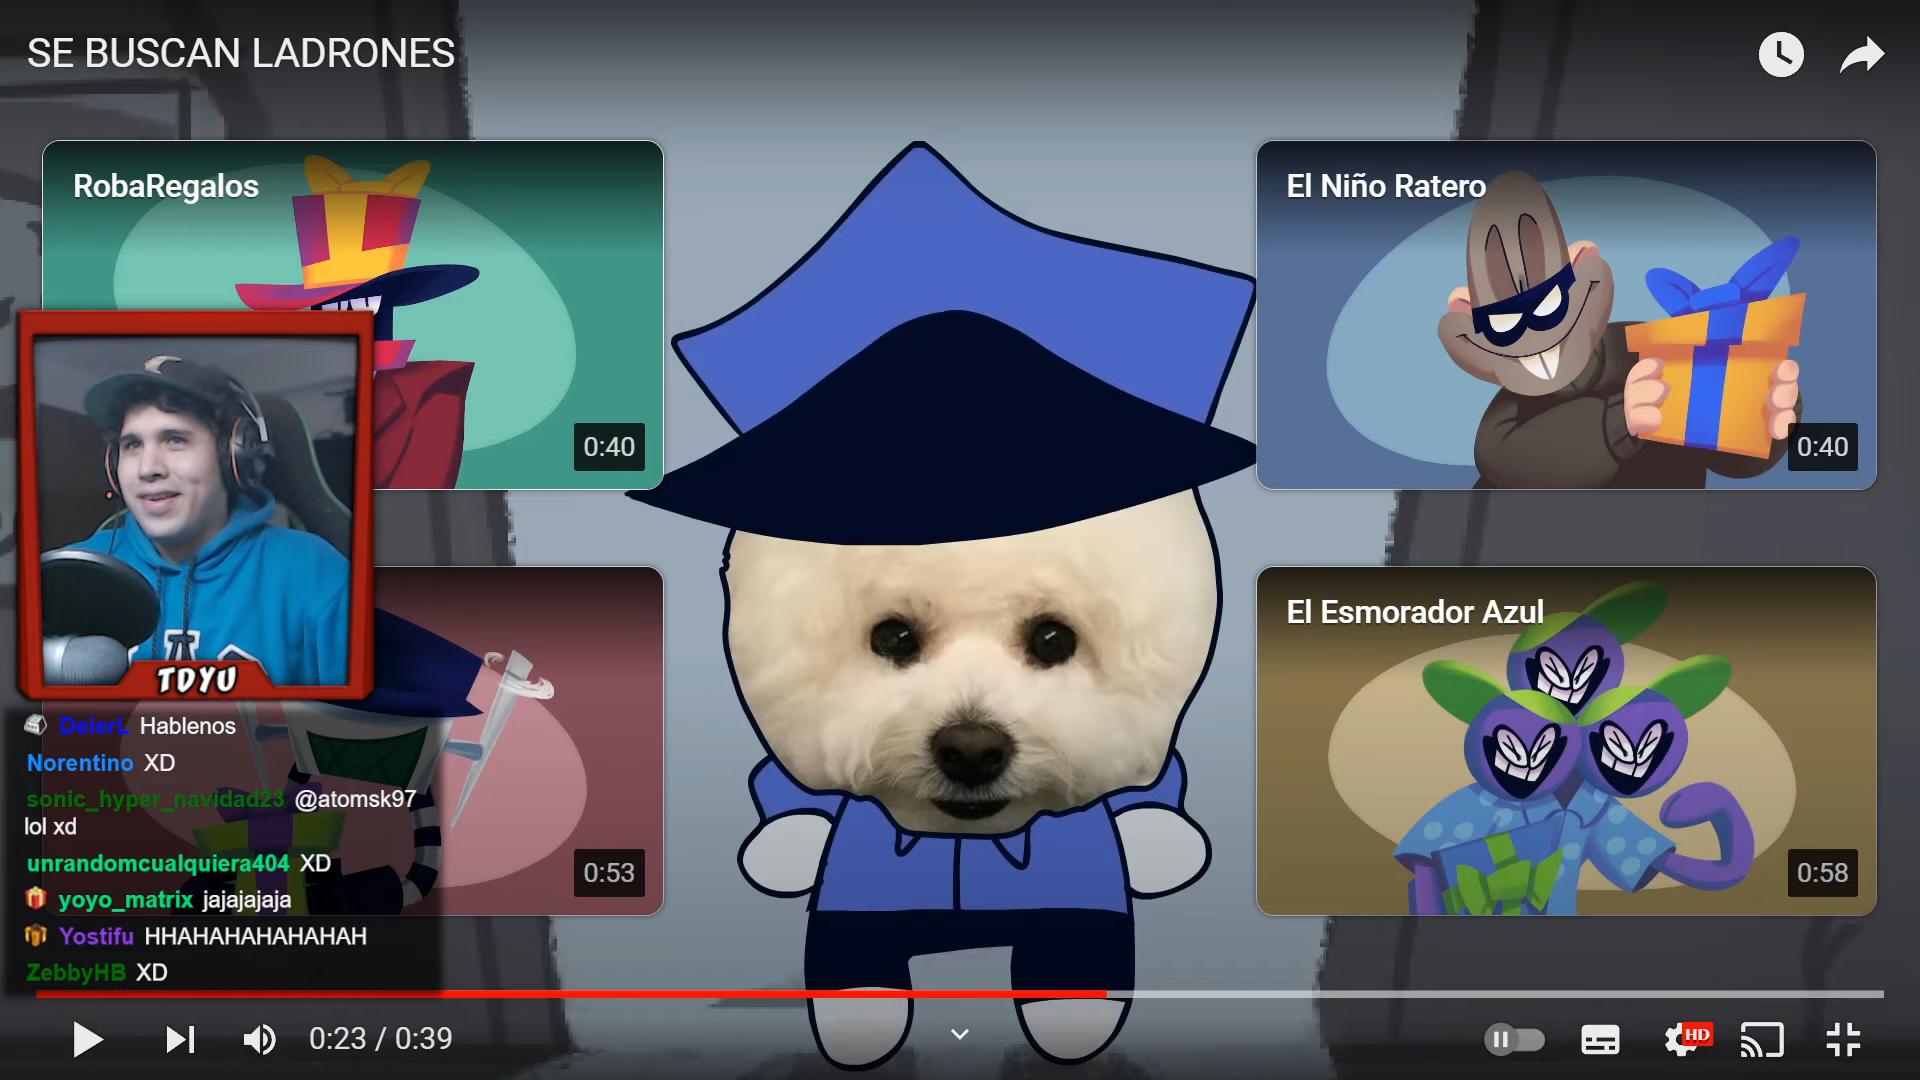 SE BUSCAN LADRONES
RobaRegalos
0:40
El Niño Ratero
0:40
TDYU
0:53
El Esmorador Azul
0:58
DelerL Hablenos
Norentino XD
sonic_hyper_navidad23 @atomsk97
lol xd
unrandomcualquiera404 XD
yoyo_matrix jajajajaja
Yostifu HHAHAHAHAHAHAH
ZebbyHB XD
0:23 / 0:39
HD